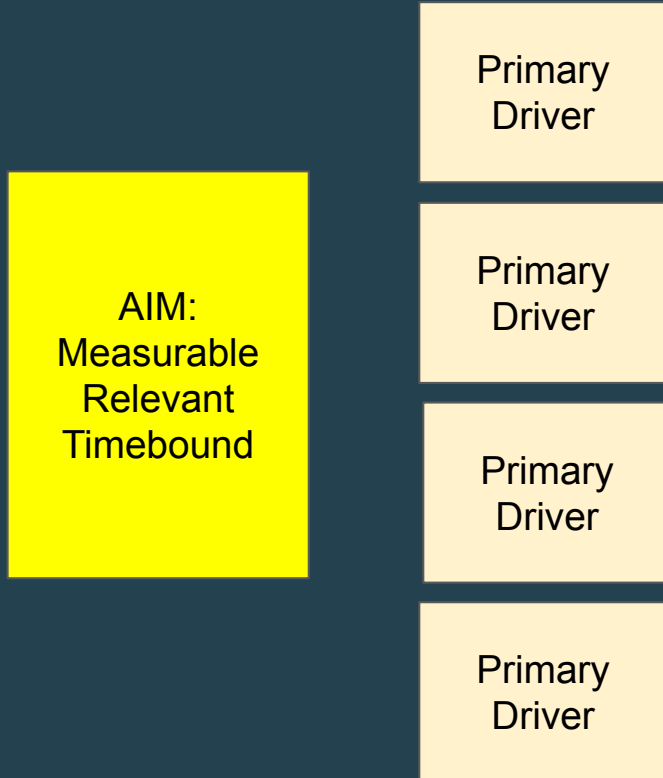 Primary
Driver
Primary
Driver
AIM:
Measurable
Relevant
Timebound
Primary
Driver
Primary
Driver